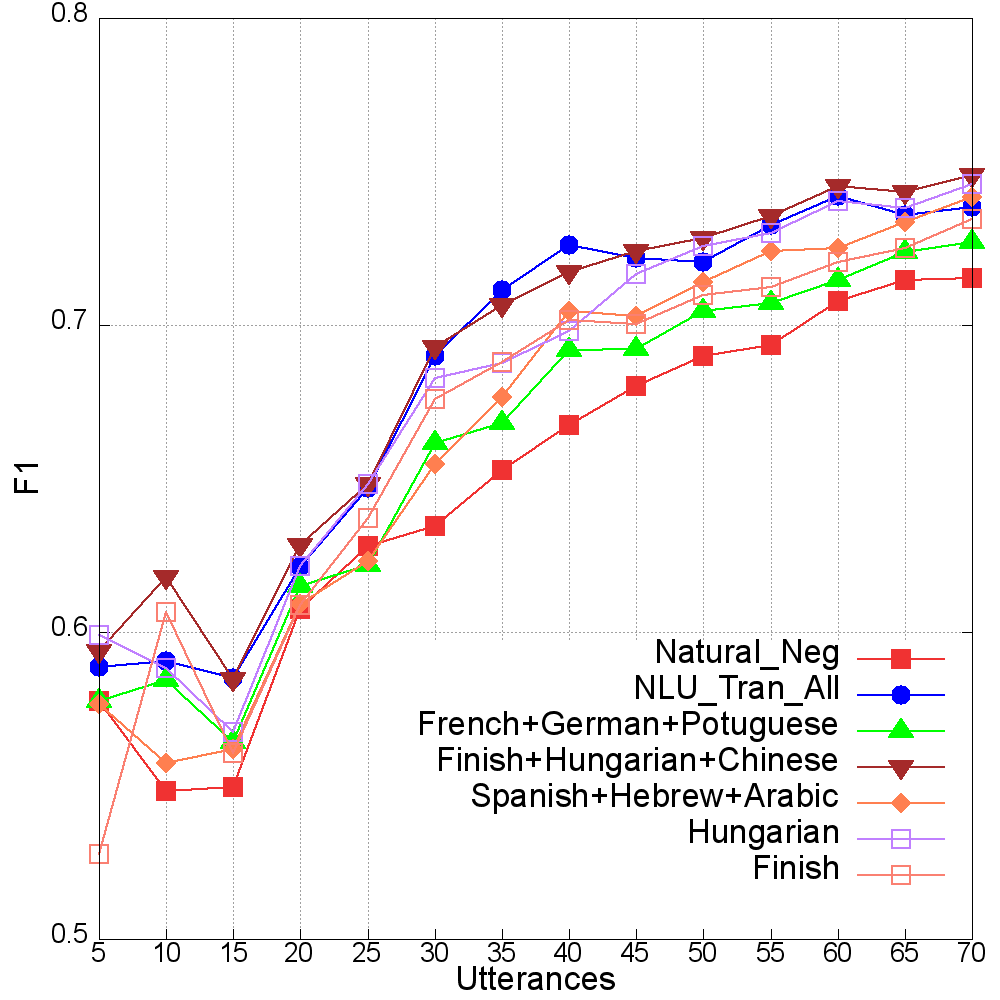 0.8
0.7
0.6
0.5
F1
Natural_Neg
NLU_Tran_All
French+German+Potuguese
Finish+Hungarian+Chinese
Spanish+Hebrew+Arabic
Hungarian
Finish
5 10 15 20 25 30 35 40 45 50 55 60 65 70
Utterances